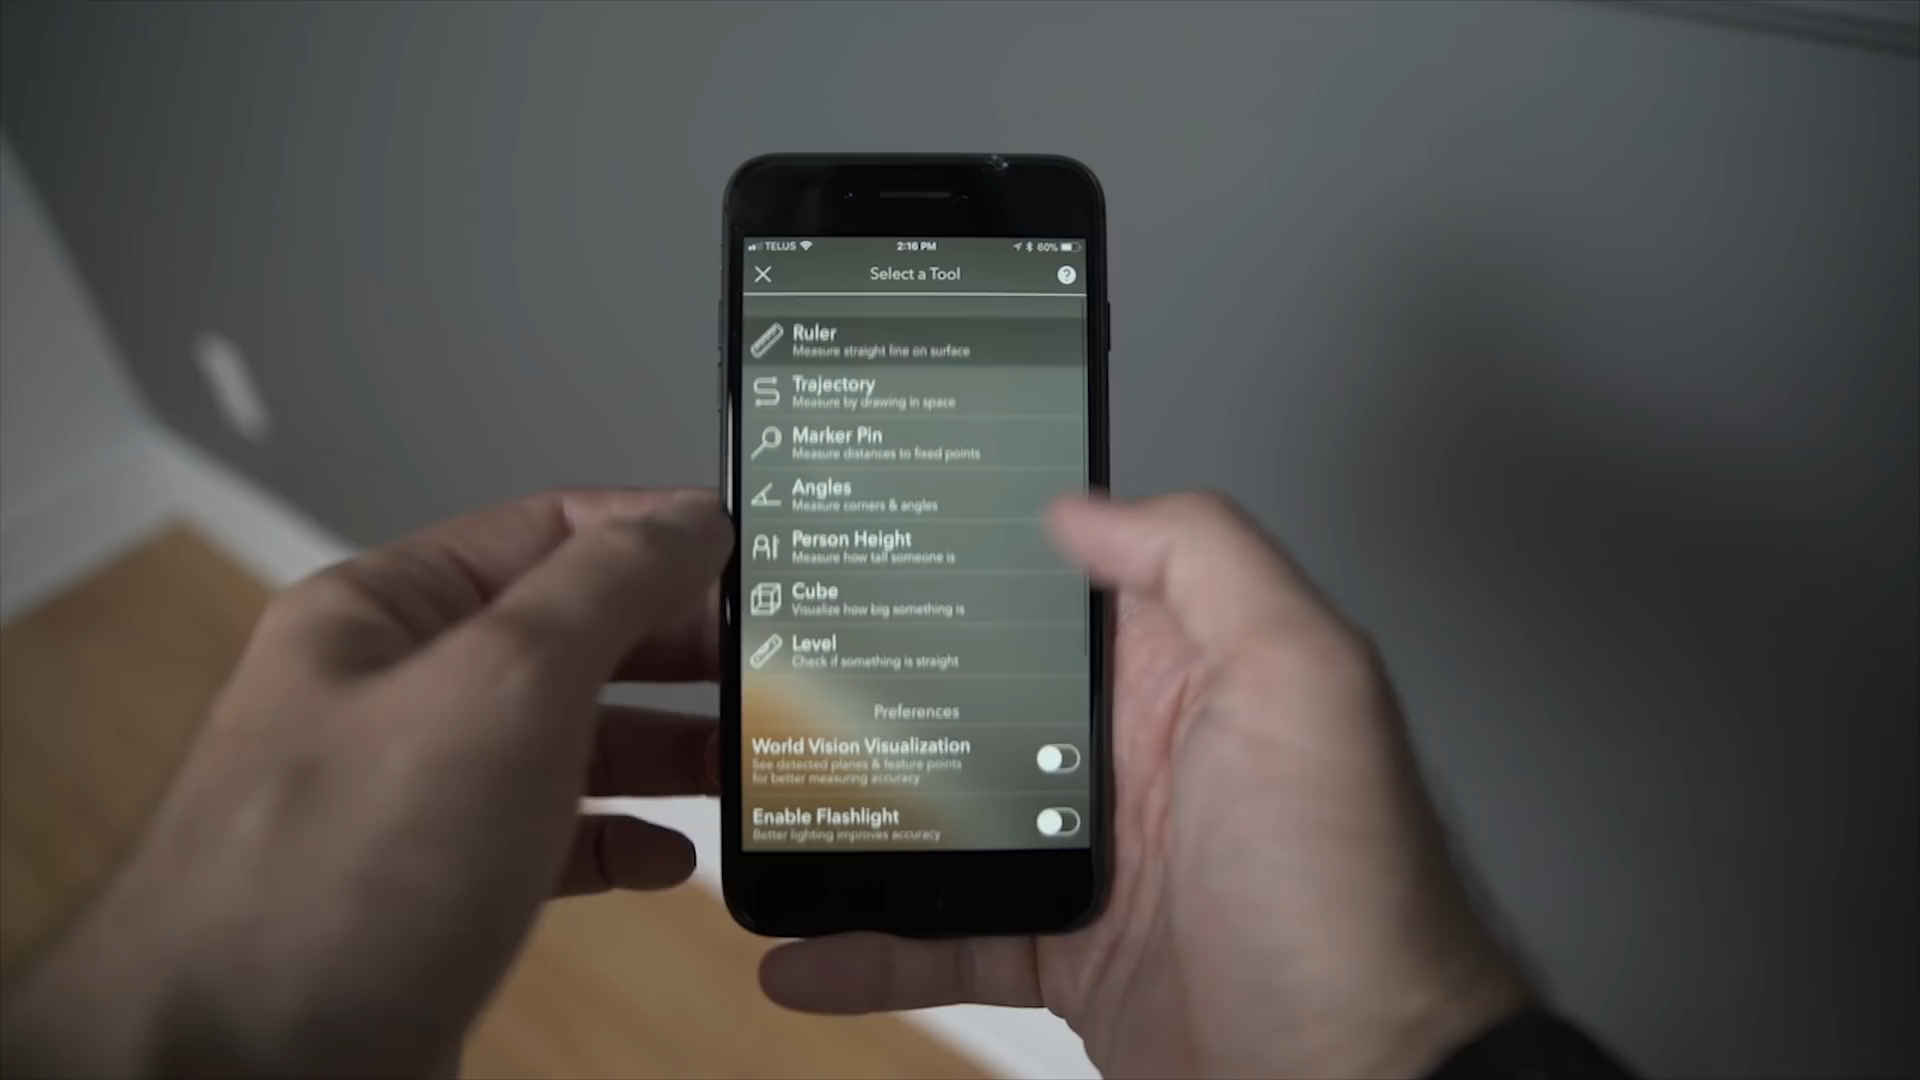 TELUS 2:16 PM 60%
Select a Tool ?
Ruler
Measure straight line on surface
Trajectory
Measure by drawing in space
Marker Pin
Measure distances to fixed points
Angles
Measure corners & angles
Person Height
Measure how tall someone is
Cube
Visualize how big something is
Level
Check if something is straight
Preferences
World Vision Visualization
See detected planes & feature points
for better measuring accuracy
Enable Flashlight
Better lighting improves accuracy